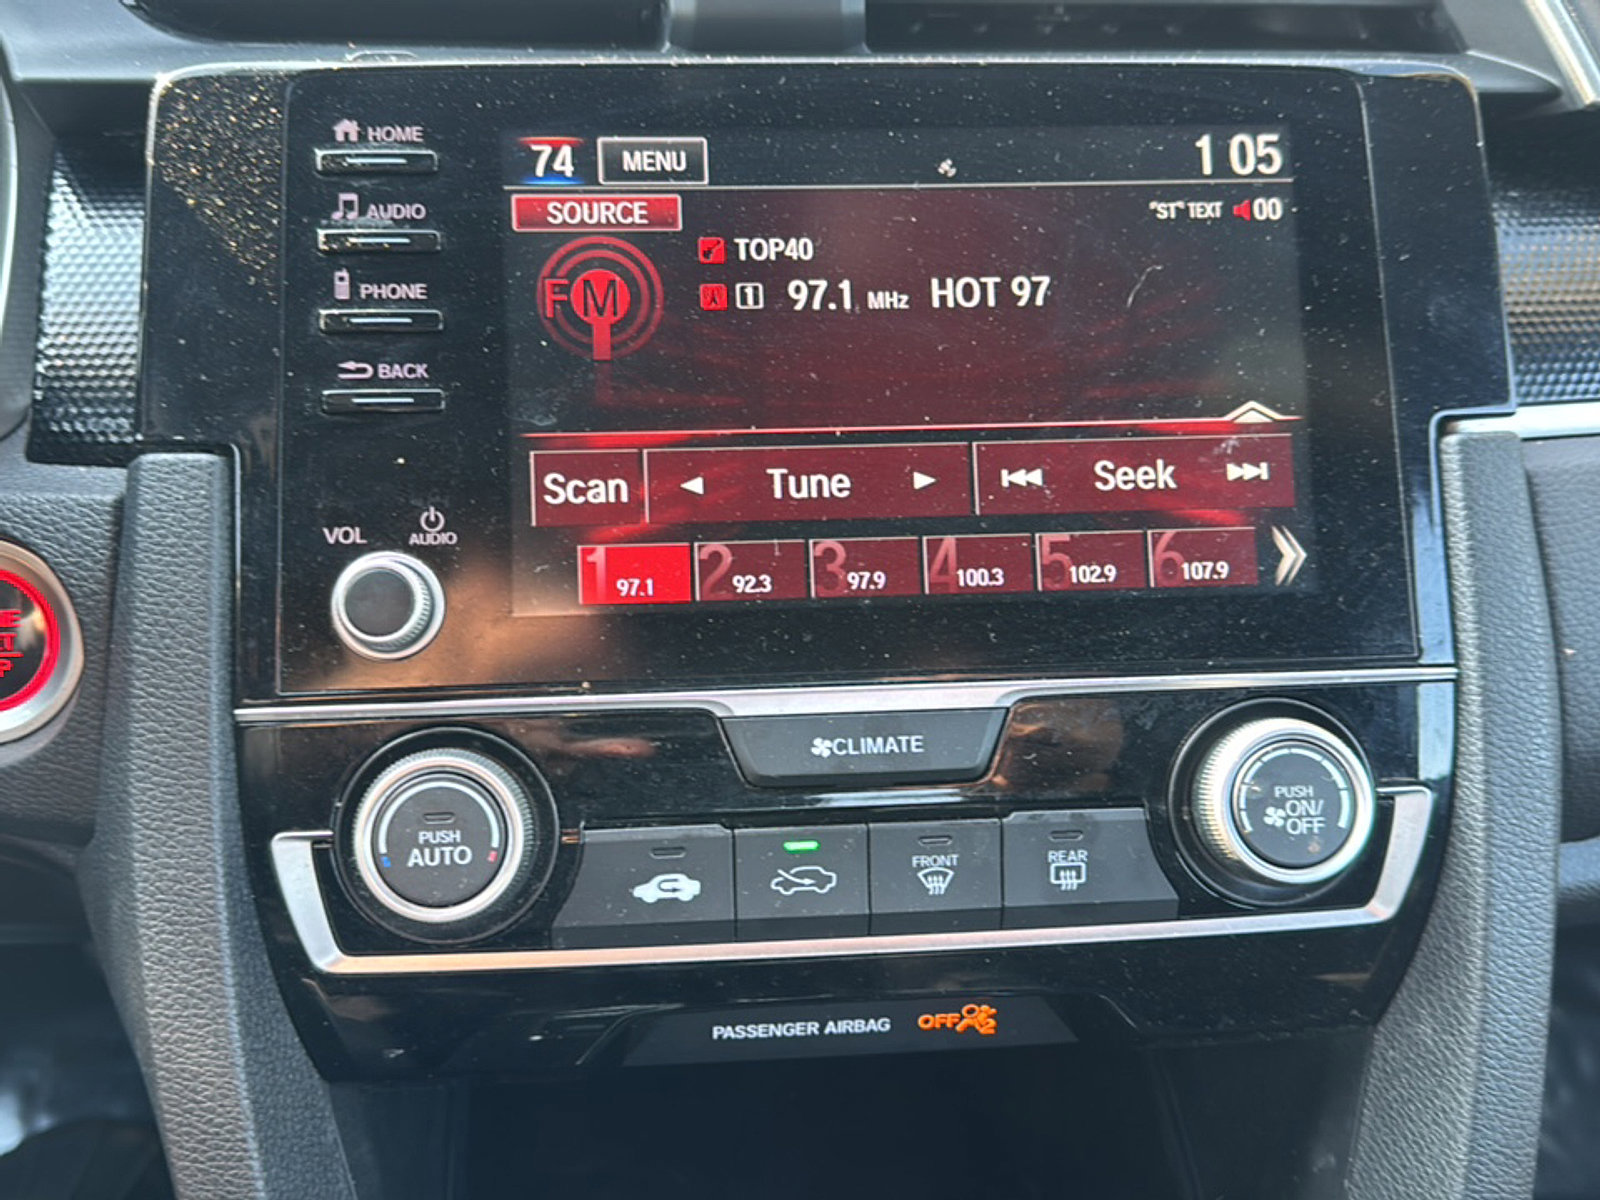 HOME
74 MENU 1 05
AUDIO
SOURCE "ST" TEXT 00
TOP40
PHONE
FM 1 97.1 MHz HOT 97
BACK
Scan Tune Seek
VOL AUDIO
1 97.1 2 92.3 3 97.9 4 100.3 5 102.9 6 107.9
CLIMATE
PUSH
AUTO
FRONT
REAR
PUSH
ON/
OFF
PASSENGER AIRBAG OFF 2